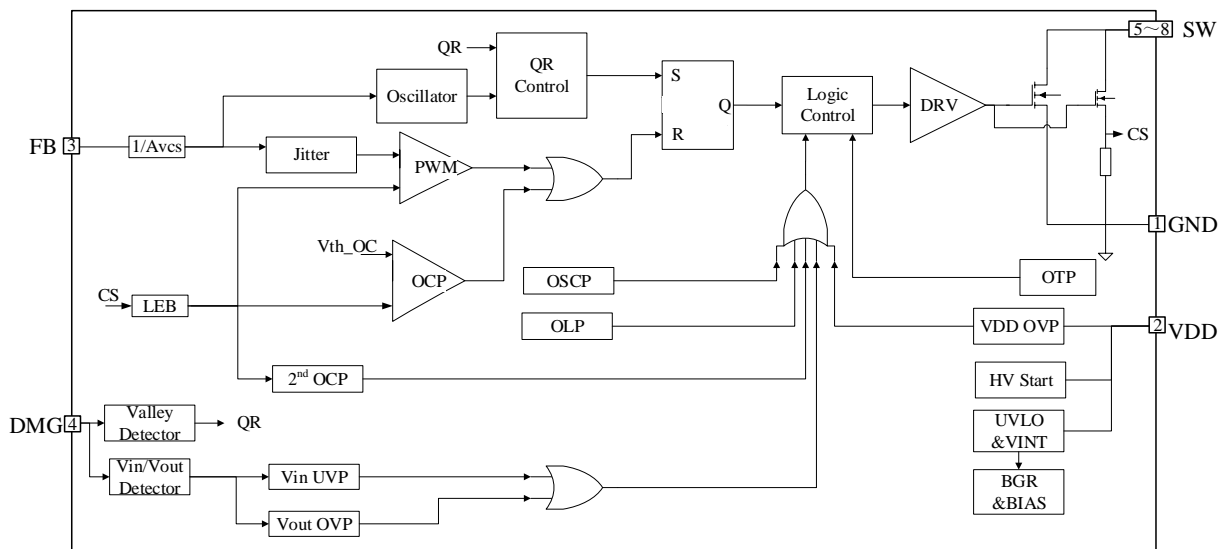 5～8
SW
QR
QR
Control
S
Q
R
Oscillator
Logic
Control
DRV
CS
FB
3
1/Avcs
Jitter
PWM
1
GND
Vth_OC
OCP
OSCP
OTP
CS
LEB
OLP
VDD OVP
2
VDD
2nd OCP
HV Start
DMG
4
Valley
Detector
QR
UVLO
&VINT
Vin/Vout
Detector
Vin UVP
BGR
&BIAS
Vout OVP